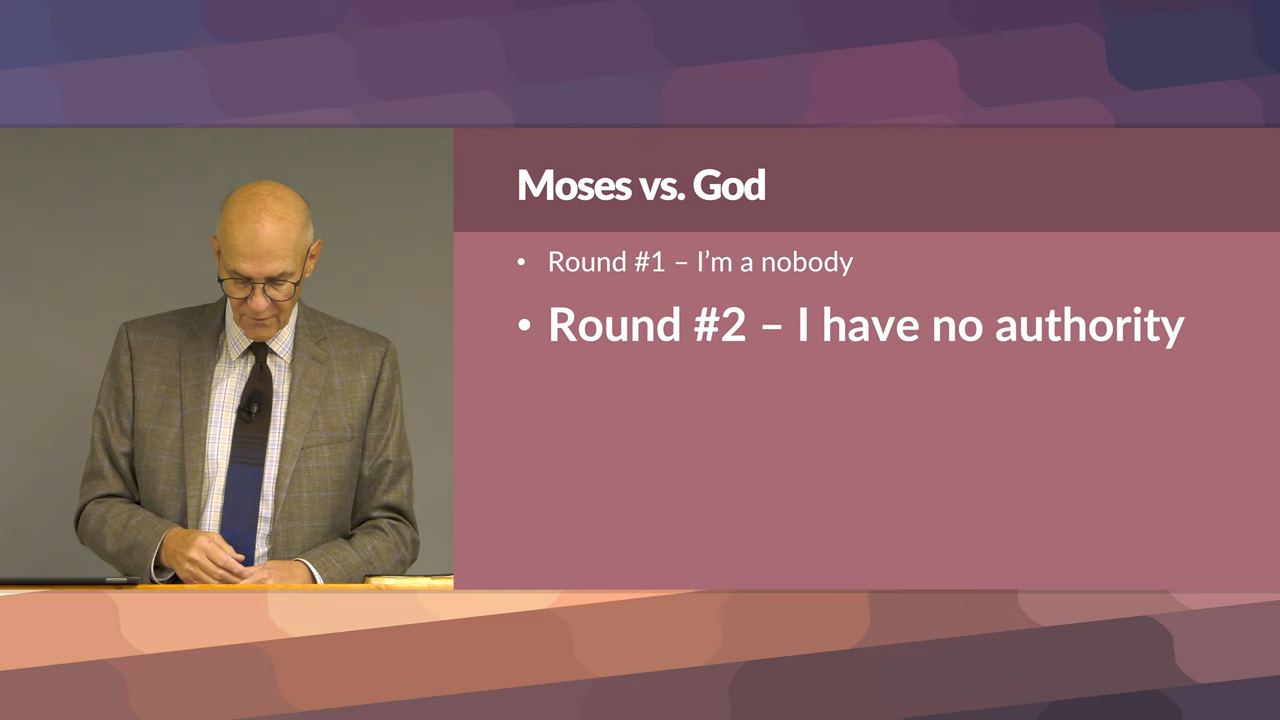 Moses vs. God
• Round #1 – I’m a nobody
• Round #2 – I have no authority